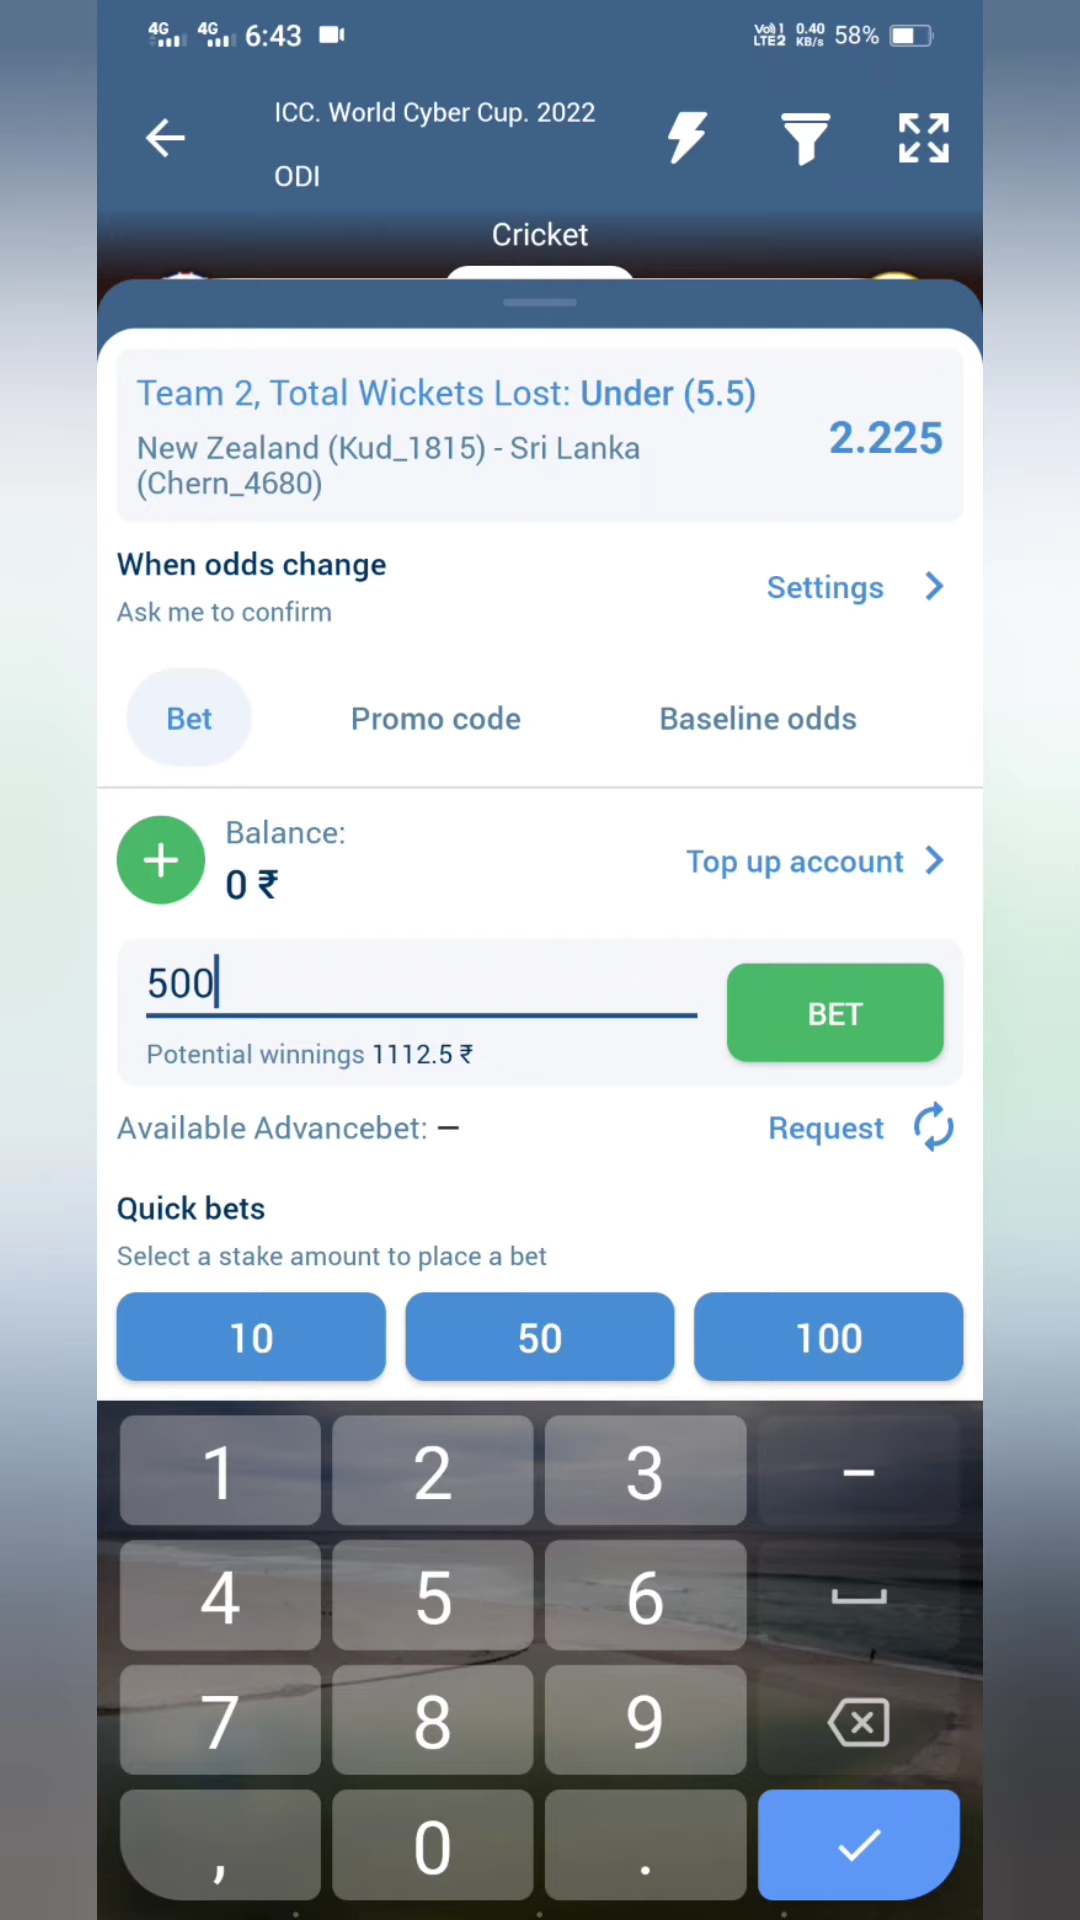 4G 4G 6:43 Vo) 1 LTE2 0.40 KB/s 58%
ICC. World Cyber Cup. 2022
ODI
Cricket
Team 2, Total Wickets Lost: Under (5.5)
2.225
New Zealand (Kud_1815) - Sri Lanka
(Chern_4680)
When odds change
Settings
Ask me to confirm
Bet Promo code Baseline odds
Balance:
0 ₹
Top up account
500
BET
Potential winnings 1112.5 ₹
Available Advancebet: – Request
Quick bets
Select a stake amount to place a bet
10 50 100
1 2 3 –
4 5 6
7 8 9
, 0 .